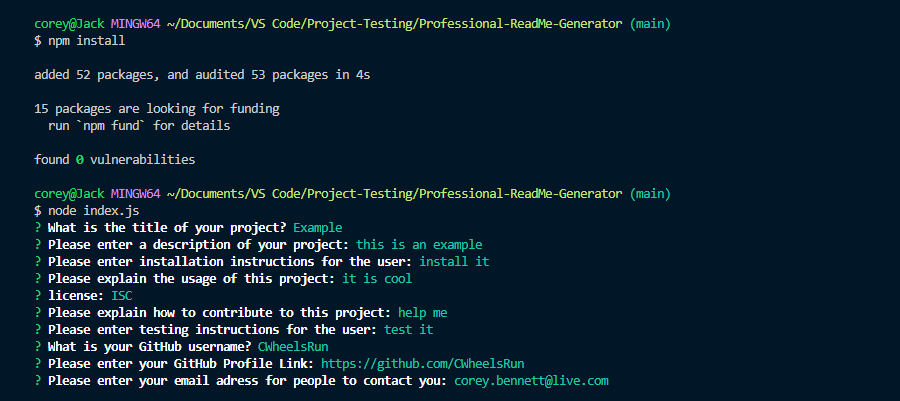 corey@Jack MINGW64 ~/Documents/VS Code/Project-Testing/Professional-ReadMe-Generator (main)
$ npm install
added 52 packages, and audited 53 packages in 4s
15 packages are looking for funding
  run `npm fund` for details
found 0 vulnerabilities
corey@Jack MINGW64 ~/Documents/VS Code/Project-Testing/Professional-ReadMe-Generator (main)
$ node index.js
? What is the title of your project? Example
? Please enter a description of your project: this is an example
? Please enter installation instructions for the user: install it
? Please explain the usage of this project: it is cool
? license: ISC
? Please explain how to contribute to this project: help me
? Please enter testing instructions for the user: test it
? What is your GitHub username? CWheelsRun
? Please enter your GitHub Profile Link: https://github.com/CWheelsRun
? Please enter your email adress for people to contact you: corey.bennett@live.com